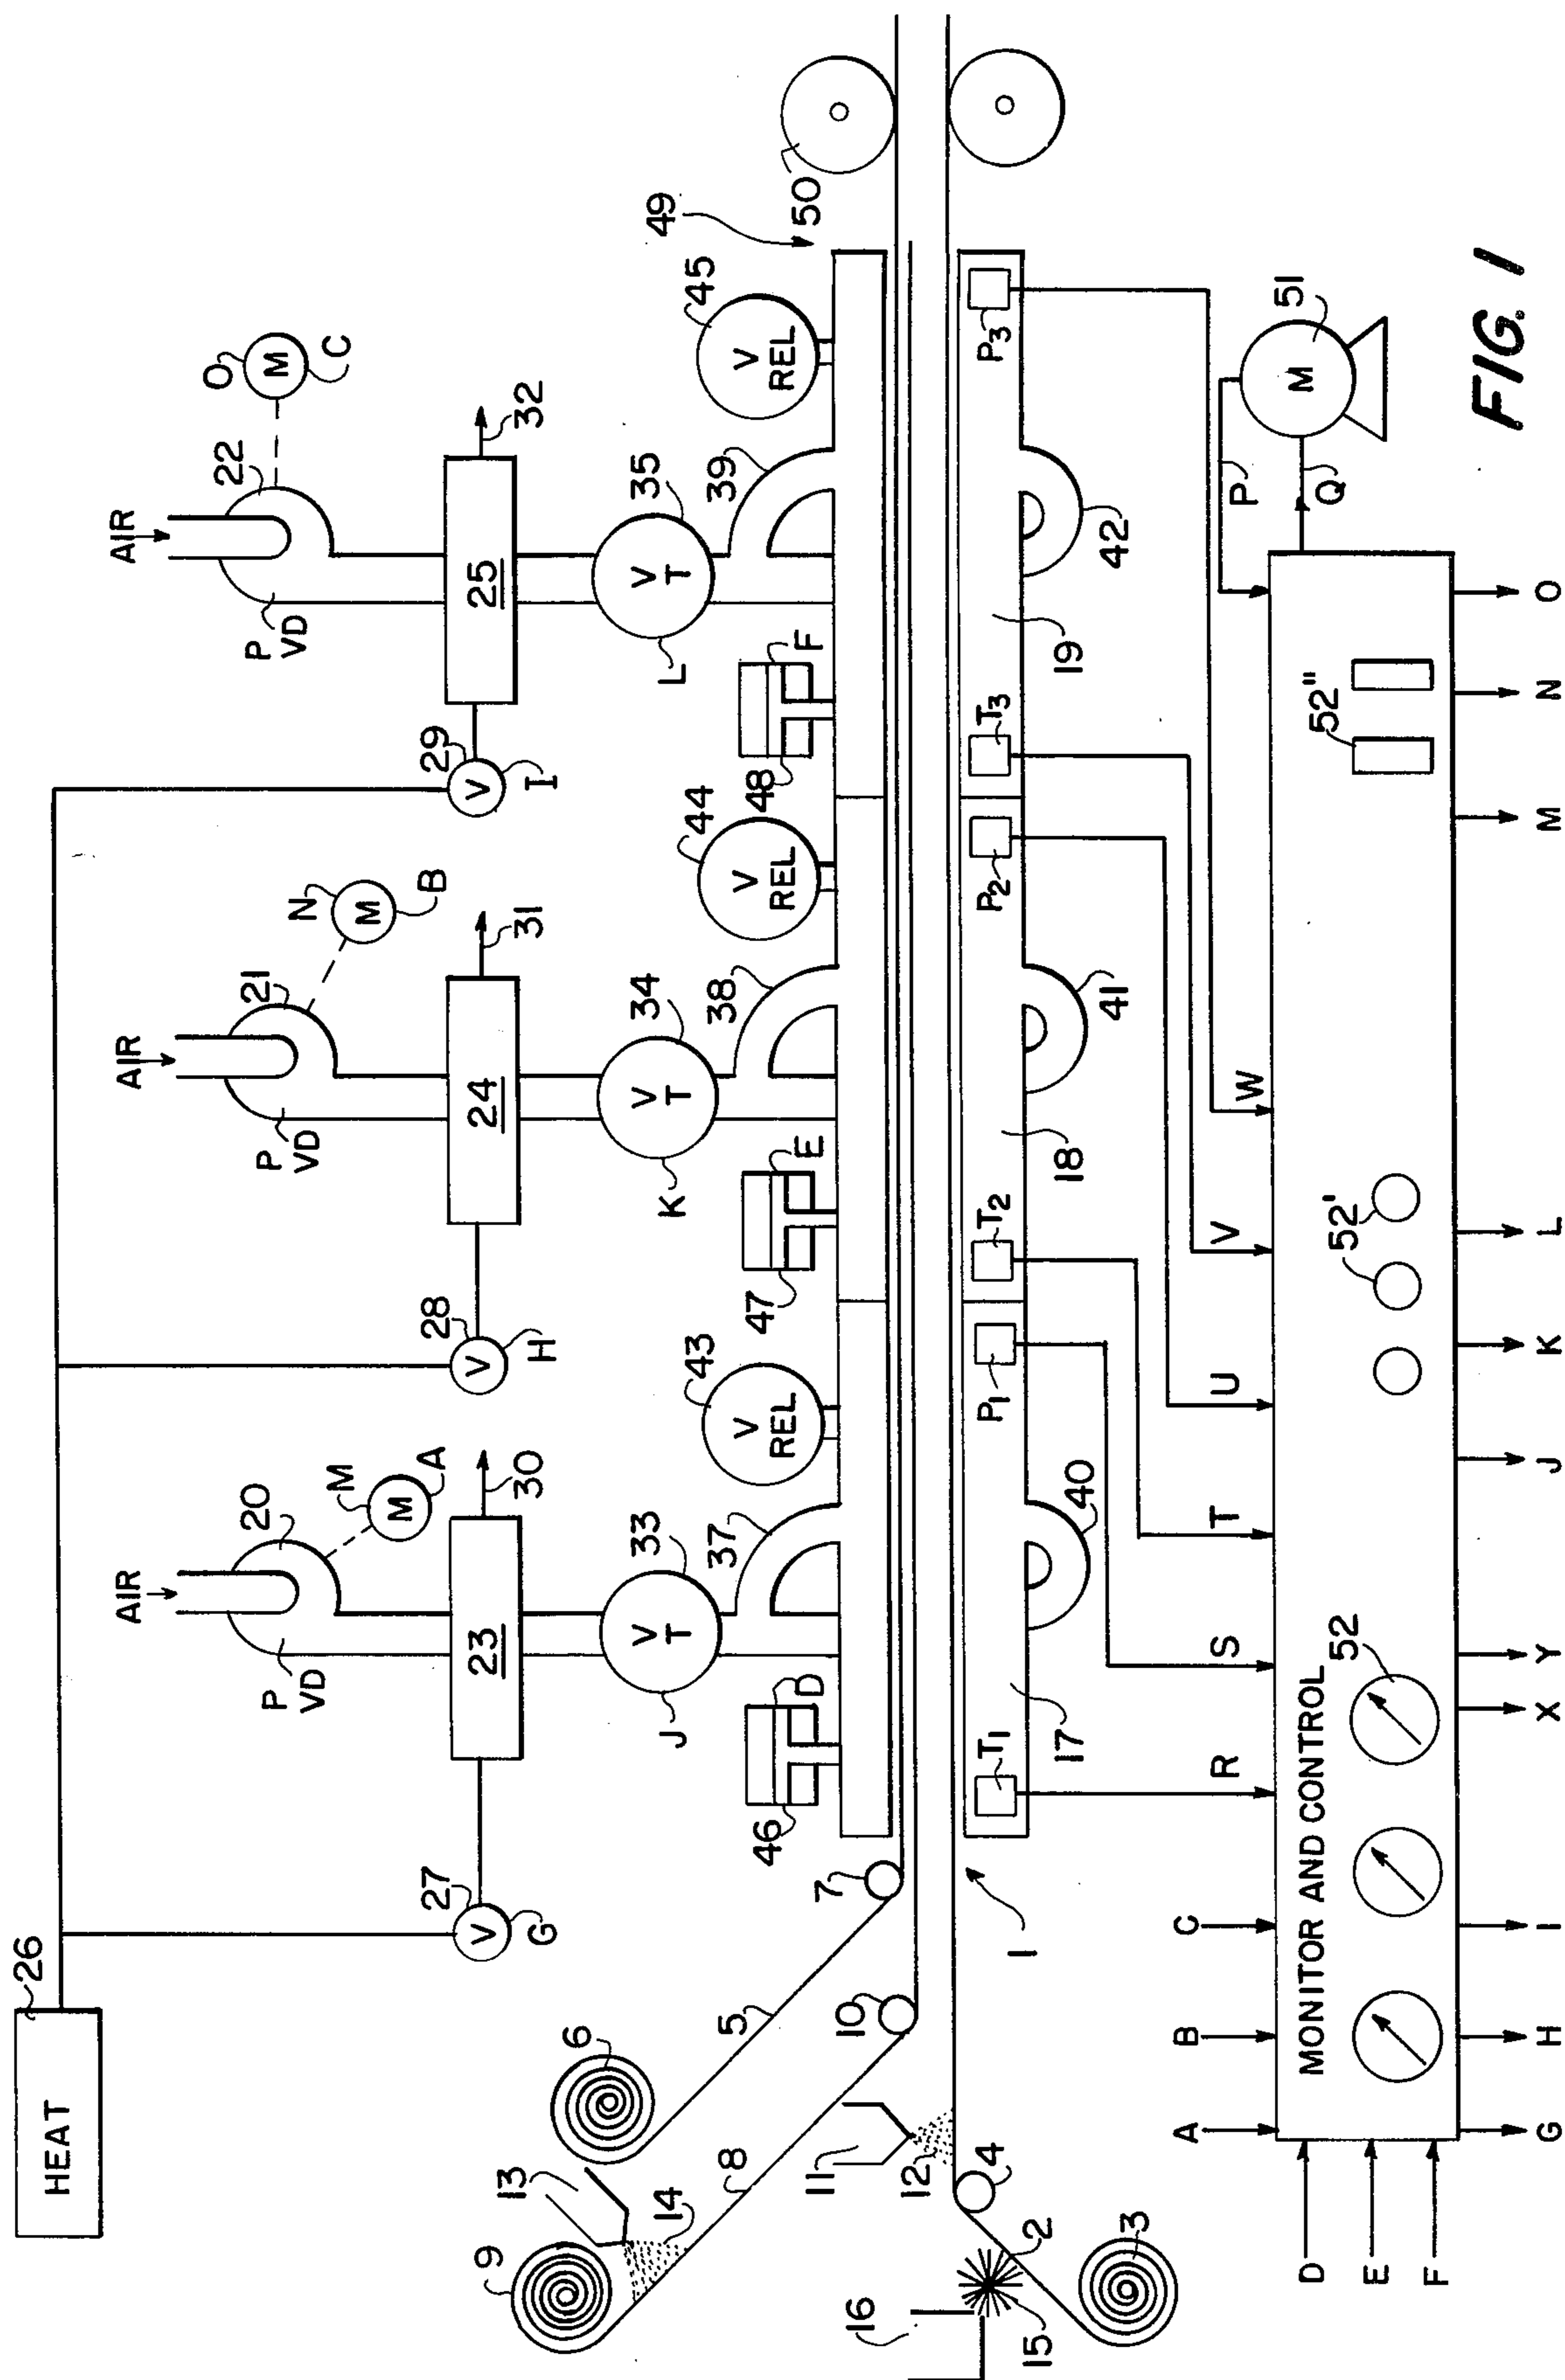 HEAT
26
AIR
AIR
AIR
20
21
22
P
VD
P
VD
P
VD
M
M
A
N
M
B
O
M
C
27
V
G
28
V
H
29
V
I
23
30
24
31
25
32
33
V
T
J
34
V
T
K
35
V
T
L
37
38
39
43
V
REL
44
V
REL
45
V
REL
46
D
47
E
48
F
49
50
9
13
14
6
5
8
7
10
11
12
16
15
2
3
4
1
T1
17
40
P1
T2
18
41
P2
T3
19
42
P3
R
S
T
U
V
W
P
Q
M
51
A
B
C
D
E
F
MONITOR AND CONTROL
52
52'
52"
G
H
I
X
Y
J
K
L
M
N
O
FIG. 1